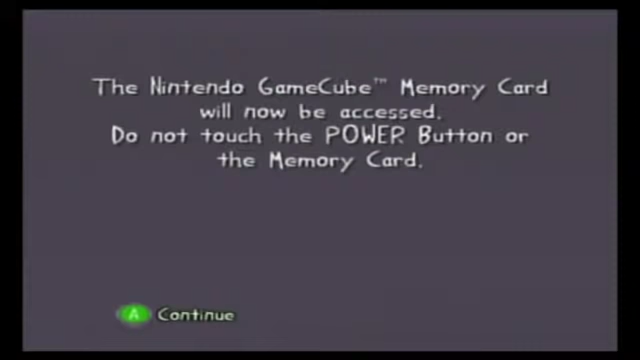 The Nintendo GameCube™ Memory Card
will now be accessed.
Do not touch the POWER Button or
the Memory Card.
A Continue